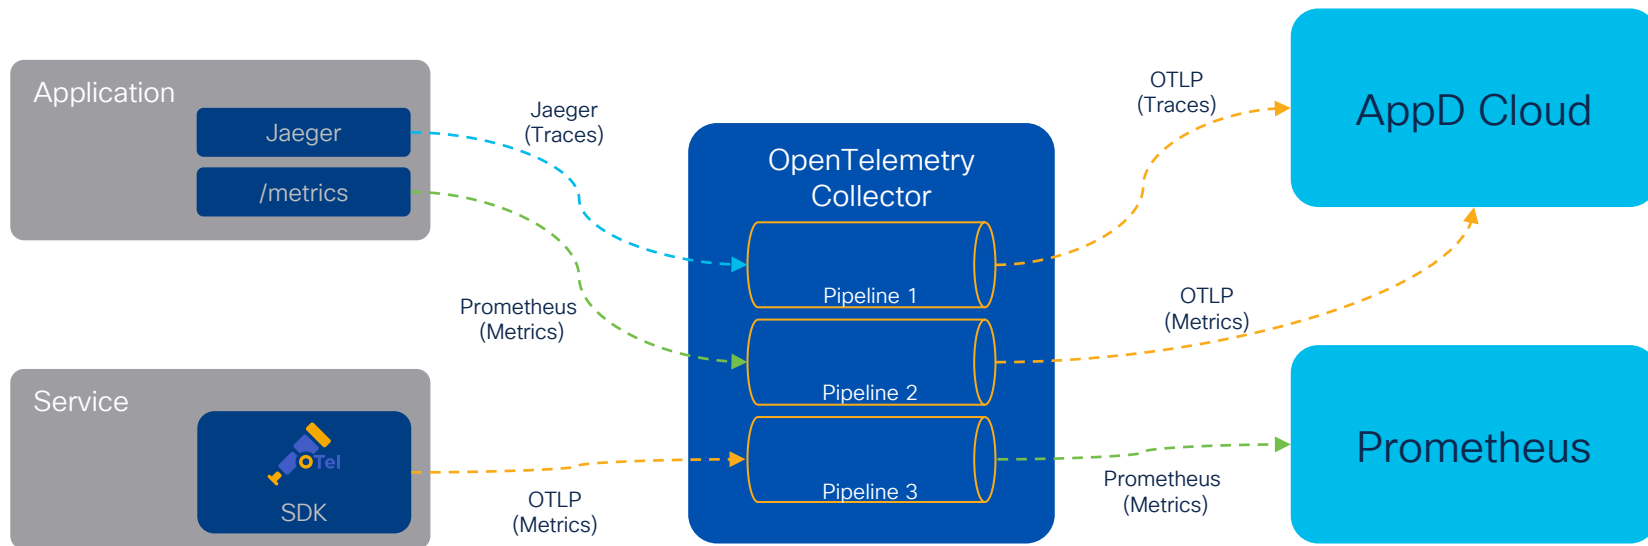 Application
Jaeger
/metrics
Jaeger
(Traces)
Prometheus
(Metrics)
Service
OTel
SDK
OTLP
(Metrics)
OpenTelemetry
Collector
Pipeline 1
Pipeline 2
Pipeline 3
OTLP
(Traces)
OTLP
(Metrics)
Prometheus
(Metrics)
AppD Cloud
Prometheus